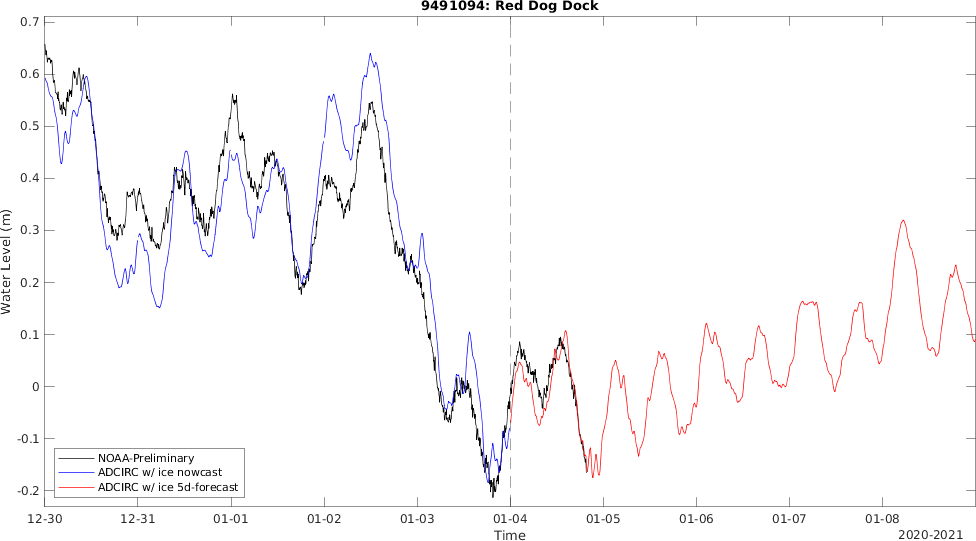 9491094: Red Dog Dock
Water Level (m)
0.7
0.6
0.5
0.4
0.3
0.2
0.1
0
-0.1
-0.2
NOAA-Preliminary
ADCIRC w/ ice nowcast
ADCIRC w/ ice 5d-forecast
12-30 12-31 01-01 01-02 01-03 01-04 01-05 01-06 01-07 01-08
Time
2020-2021